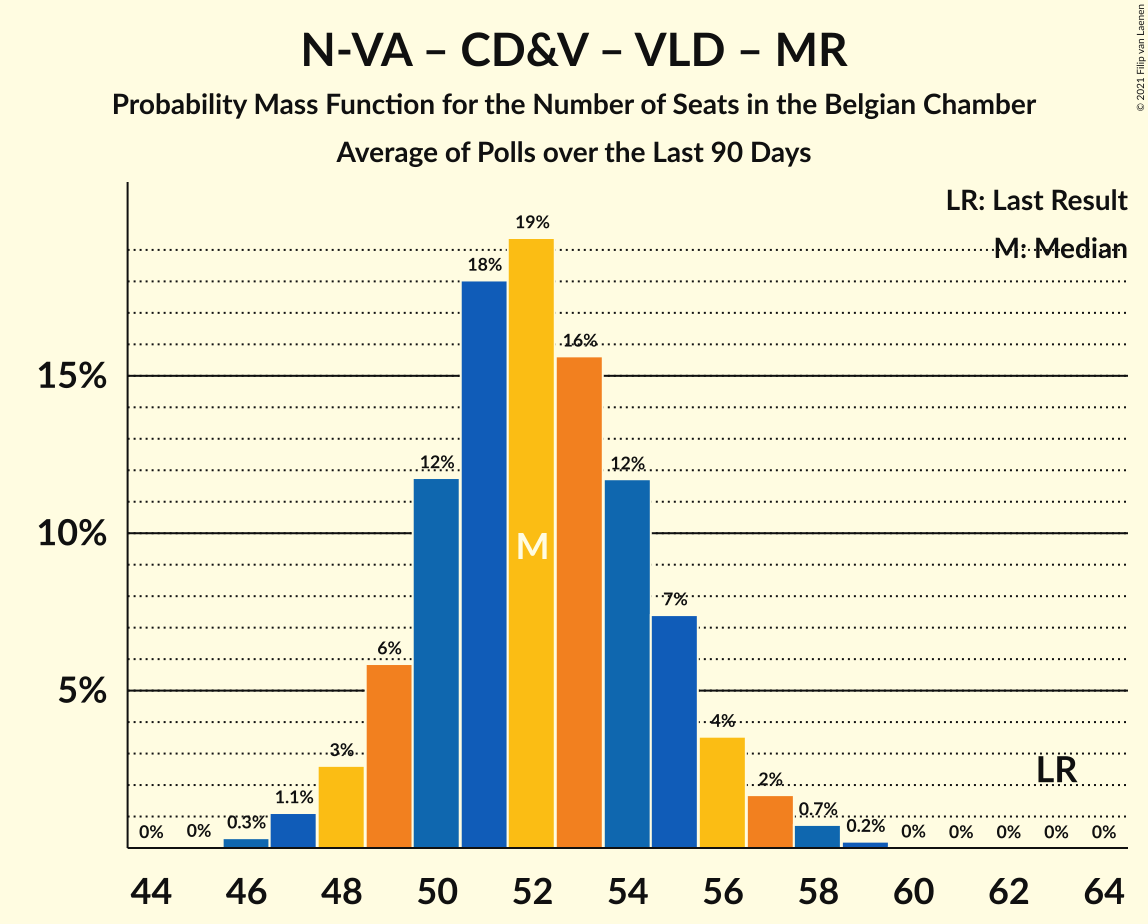 N-VA – CD&V – VLD – MR
Probability Mass Function for the Number of Seats in the Belgian Chamber
Average of Polls over the Last 90 Days
© 2021 Filip van Laenen
LR: Last Result
M: Median
15%
10%
5%
0%
0%
0.3%
1.1%
3%
6%
12%
18%
19%
16%
12%
7%
4%
2%
0.7%
0.2%
0%
0%
0%
0%
0%
M
LR
44 46 48 50 52 54 56 58 60 62 64